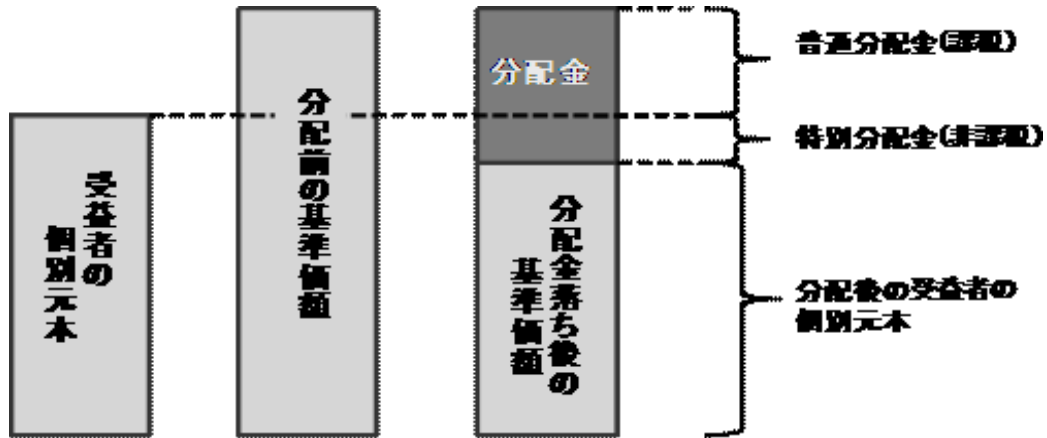 受益者の
個別元本
分配前の基準価額
分配金
分配金落ち後の
基準価額
普通分配金(課税)
特別分配金(非課税)
分配後の受益者の
個別元本